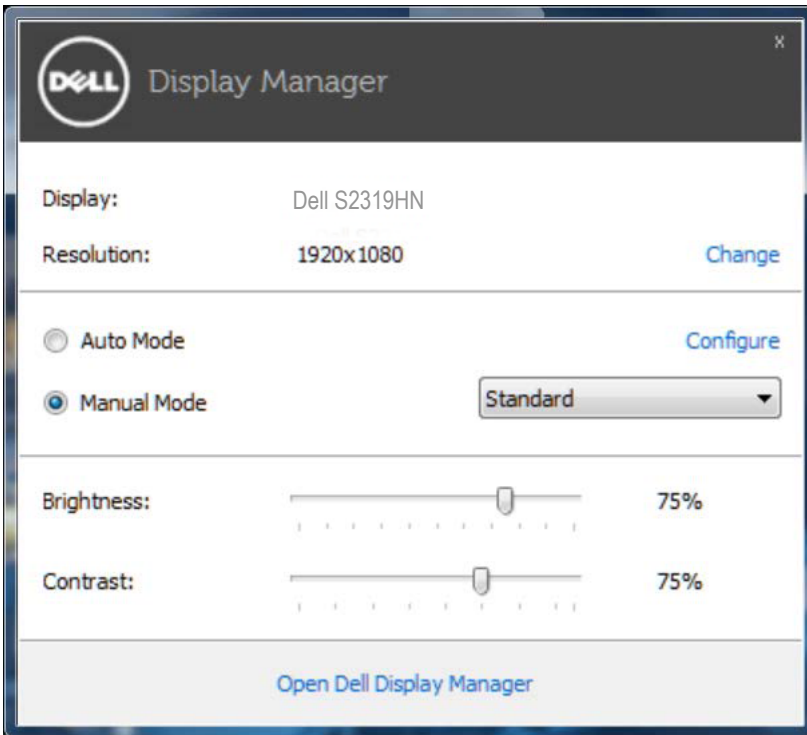 DELL Display Manager
x
Display: Dell S2319HN
Resolution: 1920x1080 Change
Auto Mode Configure
Manual Mode Standard
Brightness: 75%
Contrast: 75%
Open Dell Display Manager